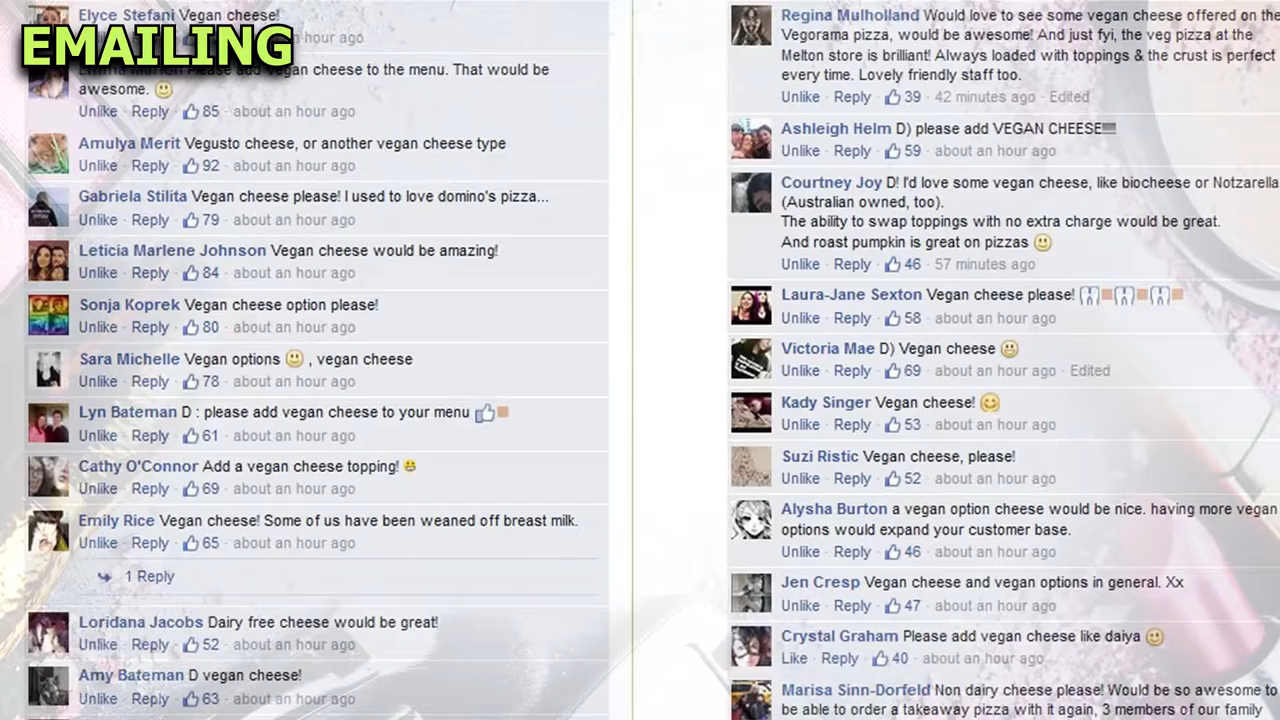 EMAILING
Elyce Stefani Vegan cheese!
hour ago
Please add vegan cheese to the menu. That would be
awesome.
Unlike · Reply · 85 · about an hour ago
Amulya Merit Vegusto cheese, or another vegan cheese type
Unlike · Reply · 92 · about an hour ago
Gabriela Stilita Vegan cheese please! I used to love domino's pizza...
Unlike · Reply · 79 · about an hour ago
Leticia Marlene Johnson Vegan cheese would be amazing!
Unlike · Reply · 84 · about an hour ago
Sonja Koprek Vegan cheese option please!
Unlike · Reply · 80 · about an hour ago
Sara Michelle Vegan options , vegan cheese
Unlike · Reply · 78 · about an hour ago
Lyn Bateman D : please add vegan cheese to your menu
Unlike · Reply · 61 · about an hour ago
Cathy O'Connor Add a vegan cheese topping!
Unlike · Reply · 69 · about an hour ago
Emily Rice Vegan cheese! Some of us have been weaned off breast milk.
Unlike · Reply · 65 · about an hour ago
1 Reply
Loridana Jacobs Dairy free cheese would be great!
Unlike · Reply · 52 · about an hour ago
Amy Bateman D vegan cheese!
Unlike · Reply · 63 · about an hour ago
Regina Mulholland Would love to see some vegan cheese offered on the
Vegorama pizza, would be awesome! And just fyi, the veg pizza at the
Melton store is brilliant! Always loaded with toppings & the crust is perfect
every time. Lovely friendly staff too.
Unlike · Reply · 39 · 42 minutes ago · Edited
Ashleigh Helm D) please add VEGAN CHEESE!!!!
Unlike · Reply · 59 · about an hour ago
Courtney Joy D! I'd love some vegan cheese, like biocheese or Notzarella
(Australian owned, too).
The ability to swap toppings with no extra charge would be great.
And roast pumpkin is great on pizzas
Unlike · Reply · 46 · 57 minutes ago
Laura-Jane Sexton Vegan cheese please!
Unlike · Reply · 58 · about an hour ago
Victoria Mae D) Vegan cheese
Unlike · Reply · 69 · about an hour ago · Edited
Kady Singer Vegan cheese!
Unlike · Reply · 53 · about an hour ago
Suzi Ristic Vegan cheese, please!
Unlike · Reply · 52 · about an hour ago
Alysha Burton a vegan option cheese would be nice. having more vegan
options would expand your customer base.
Unlike · Reply · 46 · about an hour ago
Jen Cresp Vegan cheese and vegan options in general. Xx
Unlike · Reply · 47 · about an hour ago
Crystal Graham Please add vegan cheese like daiya
Like · Reply · 40 · about an hour ago
Marisa Sinn-Dorfeld Non dairy cheese please! Would be so awesome to
be able to order a takeaway pizza with it again, 3 members of our family